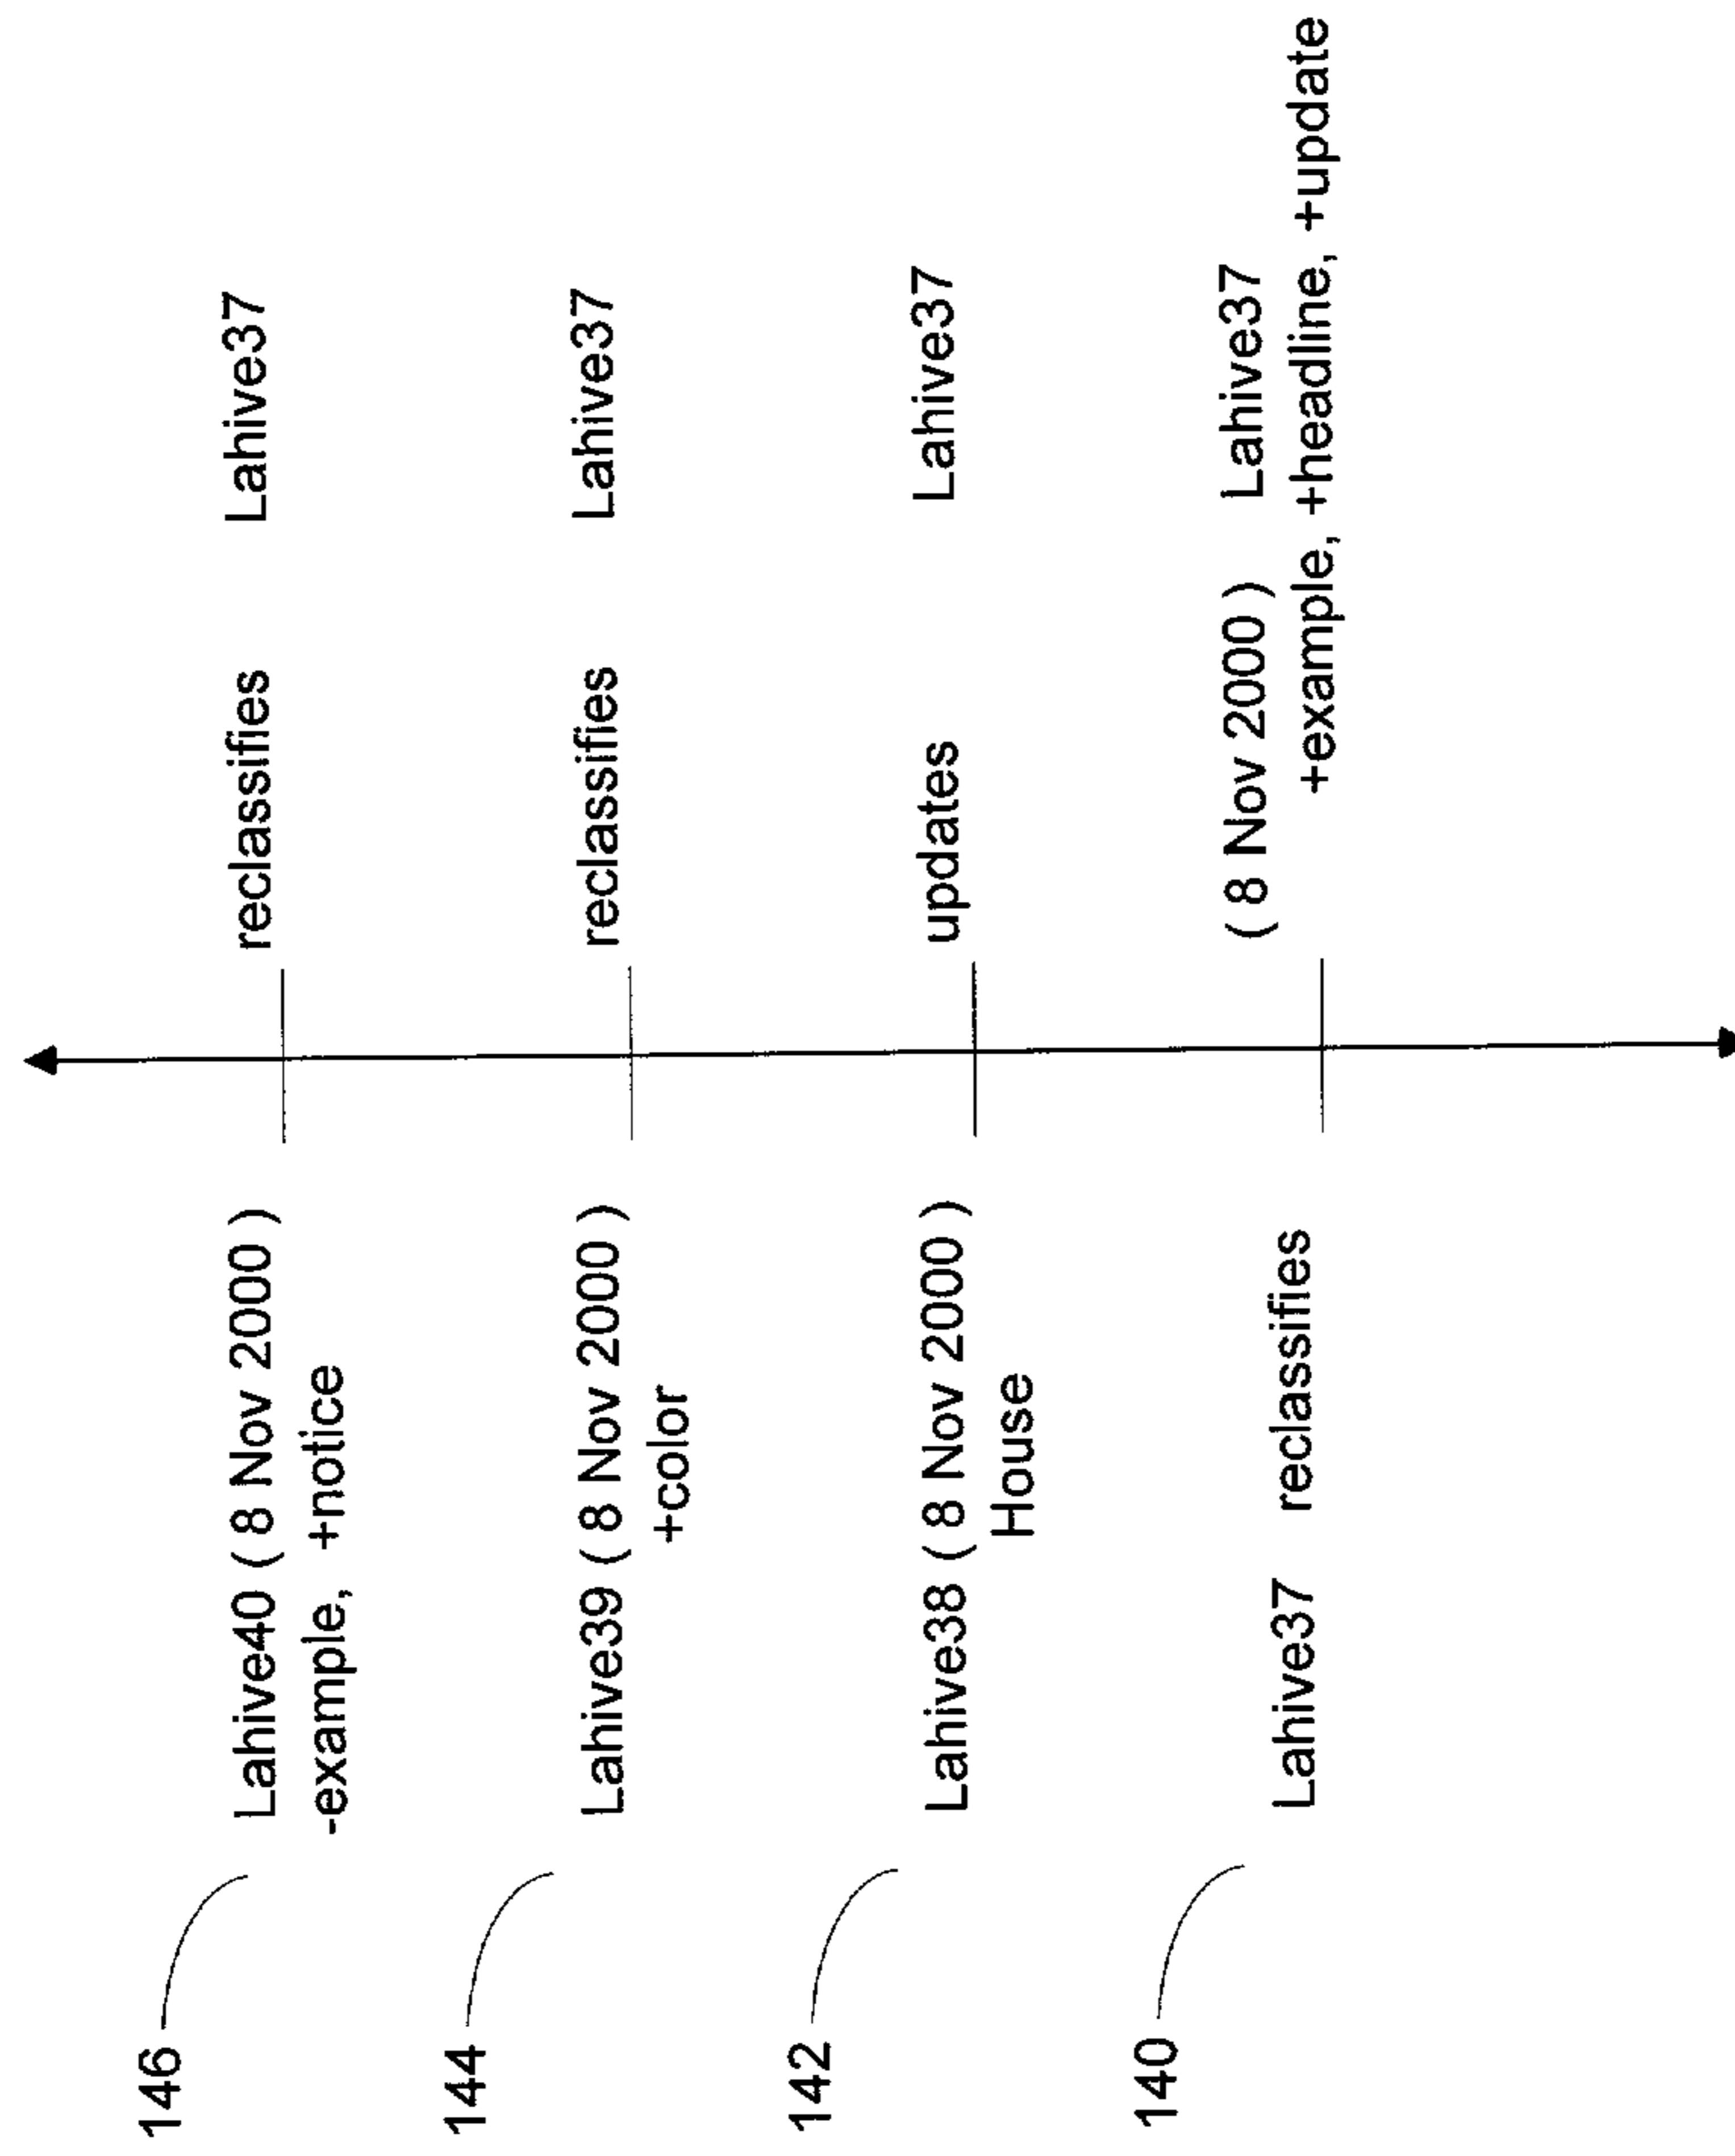 146
Lahive40 ( 8 Nov 2000 ) reclassifies Lahive37
-example, +notice
144
Lahive39 ( 8 Nov 2000 ) reclassifies Lahive37
+color
142
Lahive38 ( 8 Nov 2000 ) updates Lahive37
House
140
Lahive37 reclassifies ( 8 Nov 2000 ) Lahive37
+example, +headline, +update